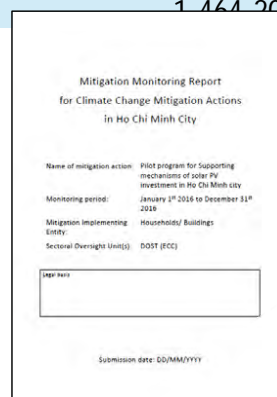 1,464.20
Mitigation Monitoring Report
for Climate Change Mitigation Actions
in Ho Chi Minh City
Name of mitigation action: Pilot program for Supporting
mechanisms of solar PV
investment in Ho Chi Minh city
Monitoring period: January 1st 2016 to December 31st
2016
Mitigation Implementing Households/ Buildings
Entity:
Sectoral Oversight Unit(s): DOST (ECC)
Legal basis
Submission date: DD/MM/YYYY